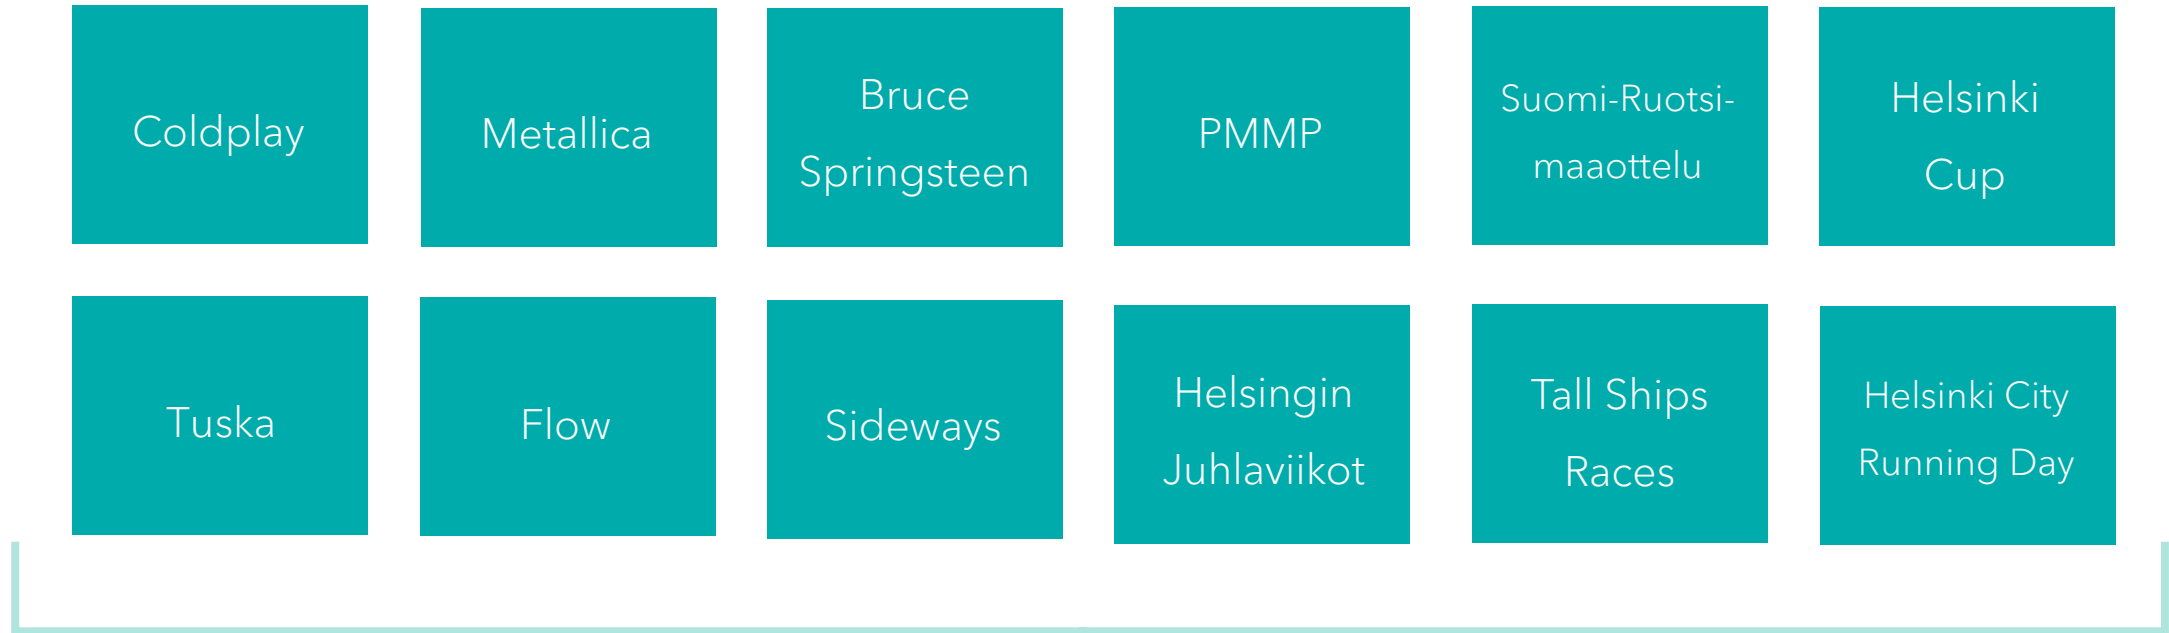 Coldplay
Metallica
Bruce
Springsteen
PMMP
Suomi-Ruotsi-
maaottelu
Helsinki
Cup
Tuska
Flow
Sideways
Helsingin
Juhlaviikot
Tall Ships
Races
Helsinki City
Running Day